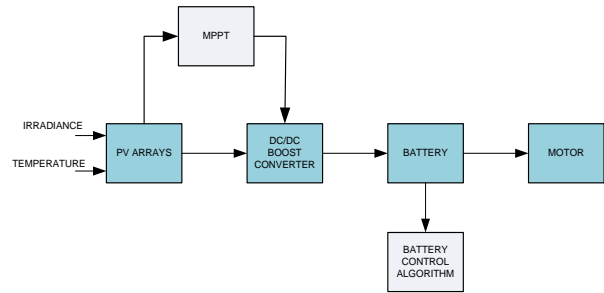 MPPT
IRRADIANCE
TEMPERATURE
PV ARRAYS
DC/DC
BOOST
CONVERTER
BATTERY
MOTOR
BATTERY
CONTROL
ALGORITHM